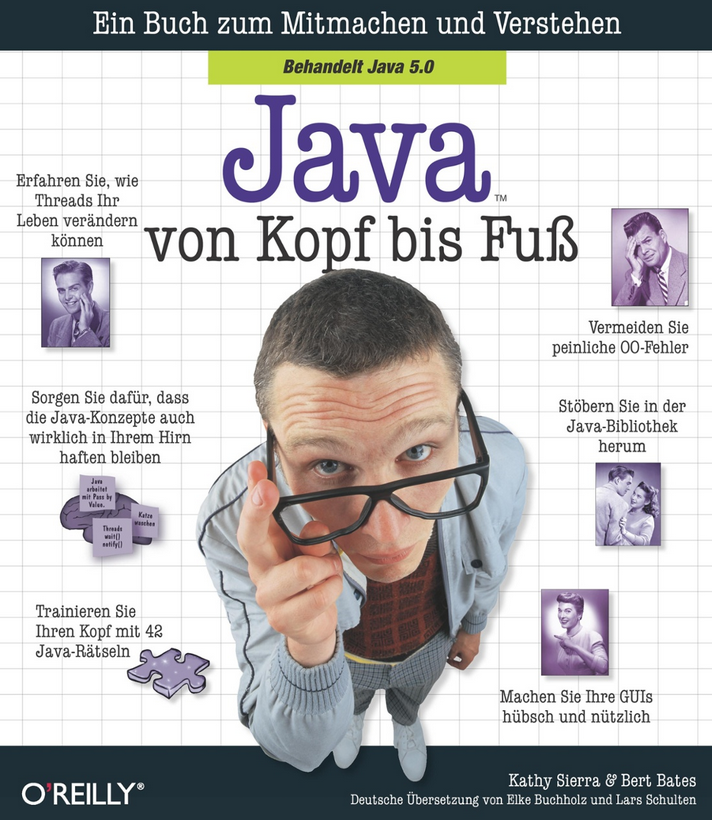 Ein Buch zum Mitmachen und Verstehen
Behandelt Java 5.0
Java™
von Kopf bis Fuß
Erfahren Sie, wie
Threads Ihr
Leben verändern
können
Vermeiden Sie
peinliche OO-Fehler
Sorgen Sie dafür, dass
die Java-Konzepte auch
wirklich in Ihrem Hirn
haften bleiben
Stöbern Sie in der
Java-Bibliothek
herum
Java
arbeitet
mit Pass by
Value.
Katze
waschen
Threads
wait()
notify()
Trainieren Sie
Ihren Kopf mit 42
Java-Rätseln
Machen Sie Ihre GUIs
hübsch und nützlich
O'REILLY®
Kathy Sierra & Bert Bates
Deutsche Übersetzung von Elke Buchholz und Lars Schulten